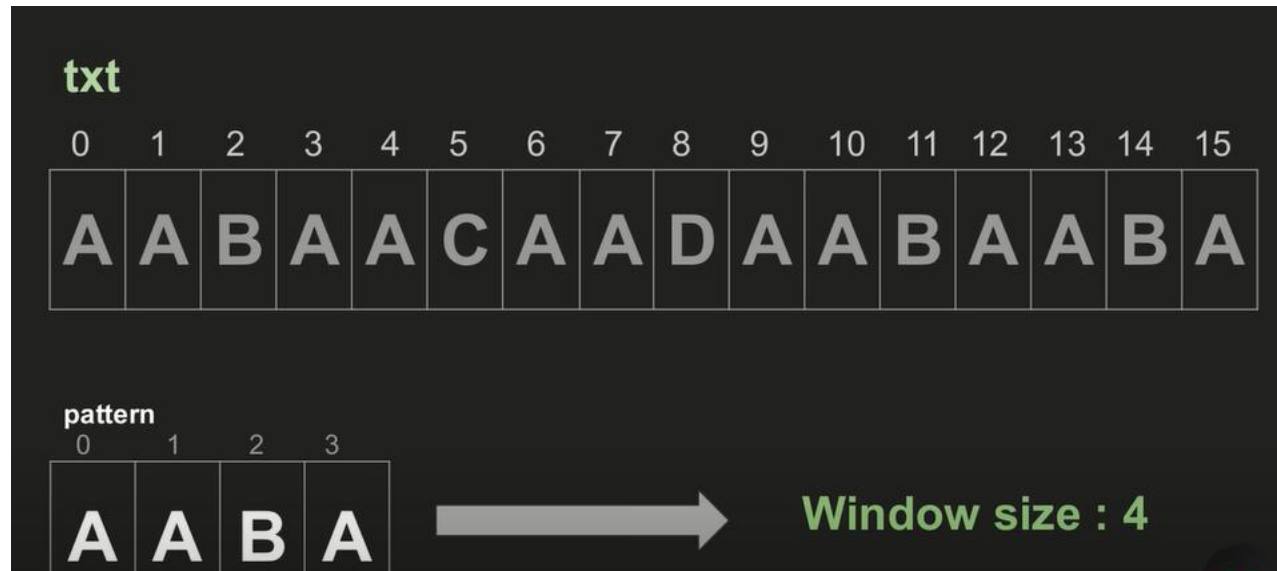 txt
0 1 2 3 4 5 6 7 8 9 10 11 12 13 14 15
A A B A A C A A D A A B A A B A
pattern
0 1 2 3
A A B A
Window size : 4